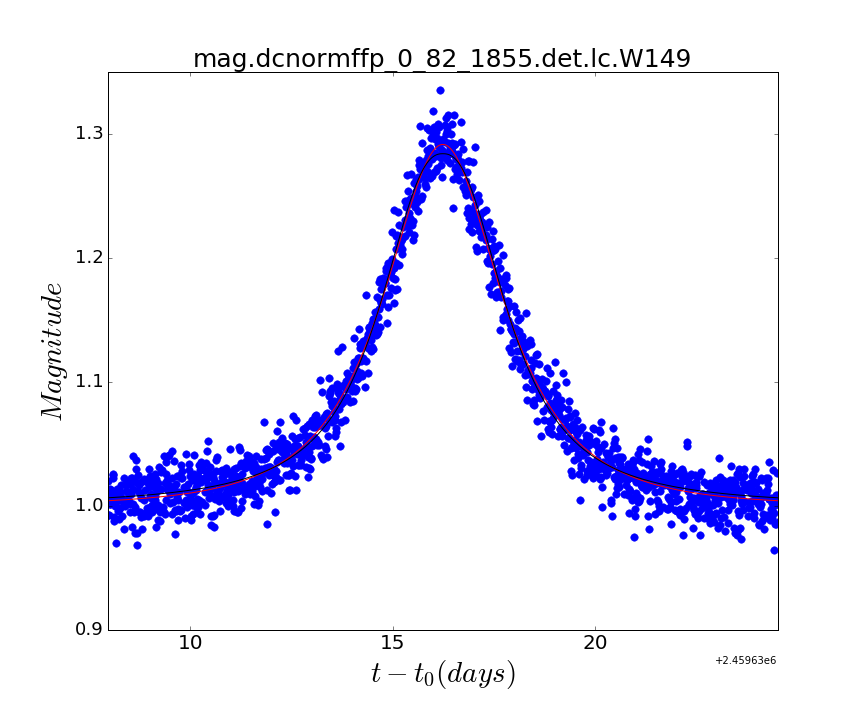 mag.dcnormffp_0_82_1855.det.lc.W149
1.3
1.2
1.1
1.0
0.9
Magnitude
10 15 20
+2.45963e6
t − t₀(days)